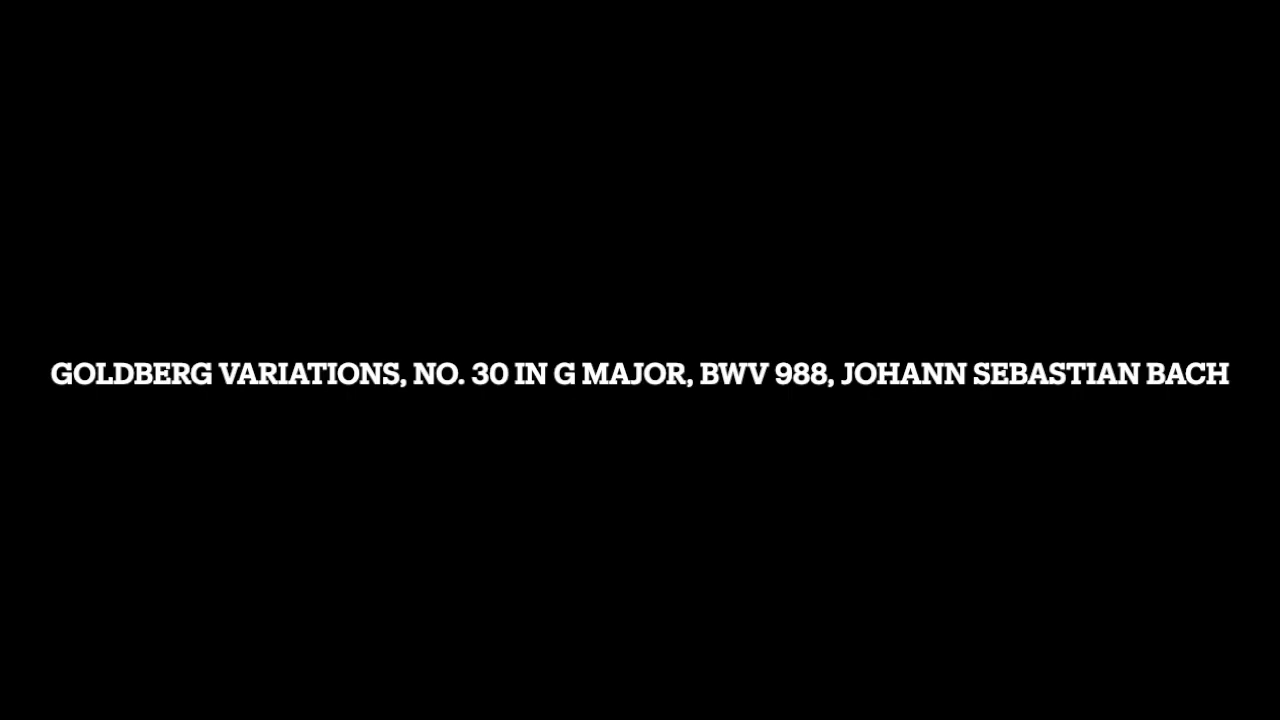 GOLDBERG VARIATIONS, NO. 30 IN G MAJOR, BWV 988, JOHANN SEBASTIAN BACH